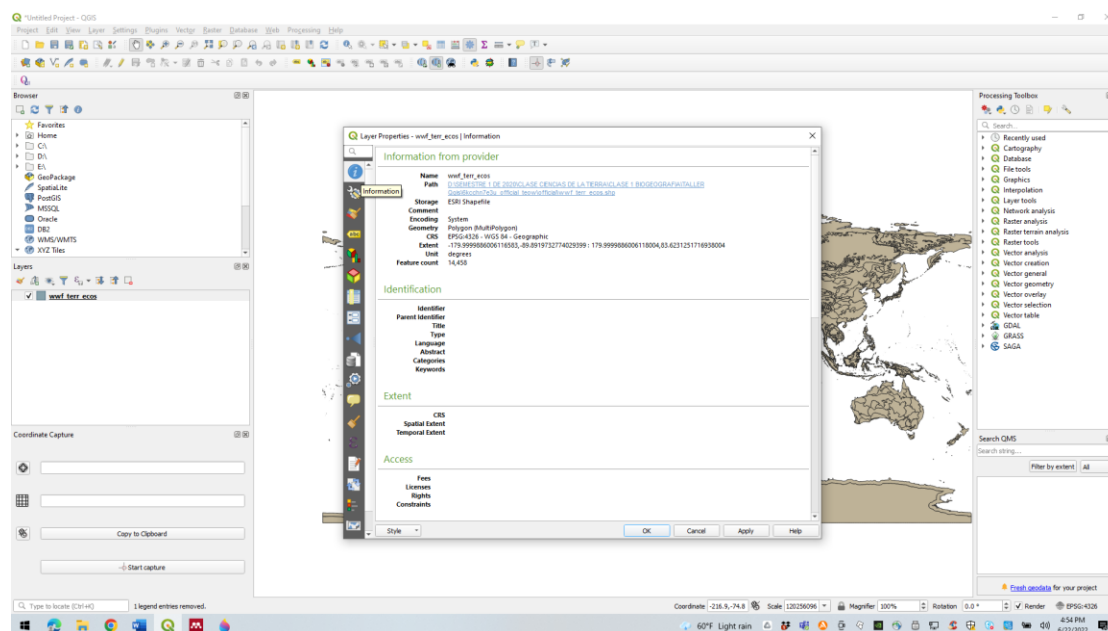 *Untitled Project - QGIS
Project Edit View Layer Settings Plugins Vector Raster Database Web Processing Help
Browser
Processing Toolbox
Search...
Favorites
Home
C:\
D:\
E:\
GeoPackage
SpatiaLite
PostGIS
MSSQL
Oracle
DB2
WMS/WMTS
XYZ Tiles
Recently used
Cartography
Database
File tools
Graphics
Interpolation
Layer tools
Network analysis
Raster analysis
Raster terrain analysis
Raster tools
Vector analysis
Vector creation
Vector general
Vector geometry
Vector overlay
Vector selection
Vector table
GDAL
GRASS
SAGA
Layers
wwf_terr_ecos
Layer Properties - wwf_terr_ecos | Information
Information
Information from provider
Name wwf_terr_ecos
Storage ESRI Shapefile
Comment
Encoding System
Geometry Polygon (MultiPolygon)
CRS EPSG:4326 - WGS 84 - Geographic
Extent -179.9999886006116583,-89.8919732774029399 : 179.9999886006118004,83.6231251716938004
Unit degrees
Feature count 14,458
Identification
Identifier
Parent Identifier
Title
Type
Language
Abstract
Categories
Keywords
Extent
CRS
Spatial Extent
Temporal Extent
Access
Fees
Licenses
Rights
Constraints
Style
OK Cancel Apply Help
Coordinate Capture
Copy to Clipboard
Start capture
Search QMS
Search string...
Filter by extent All
Fresh geodata for your project
Type to locate (Ctrl+K) 1 legend entries removed. Coordinate -216.9,-74.8 Scale 120256096 Magnifier 100% Rotation 0.0 ° Render EPSG:4326
60°F Light rain 4:54 PM
6/22/2022